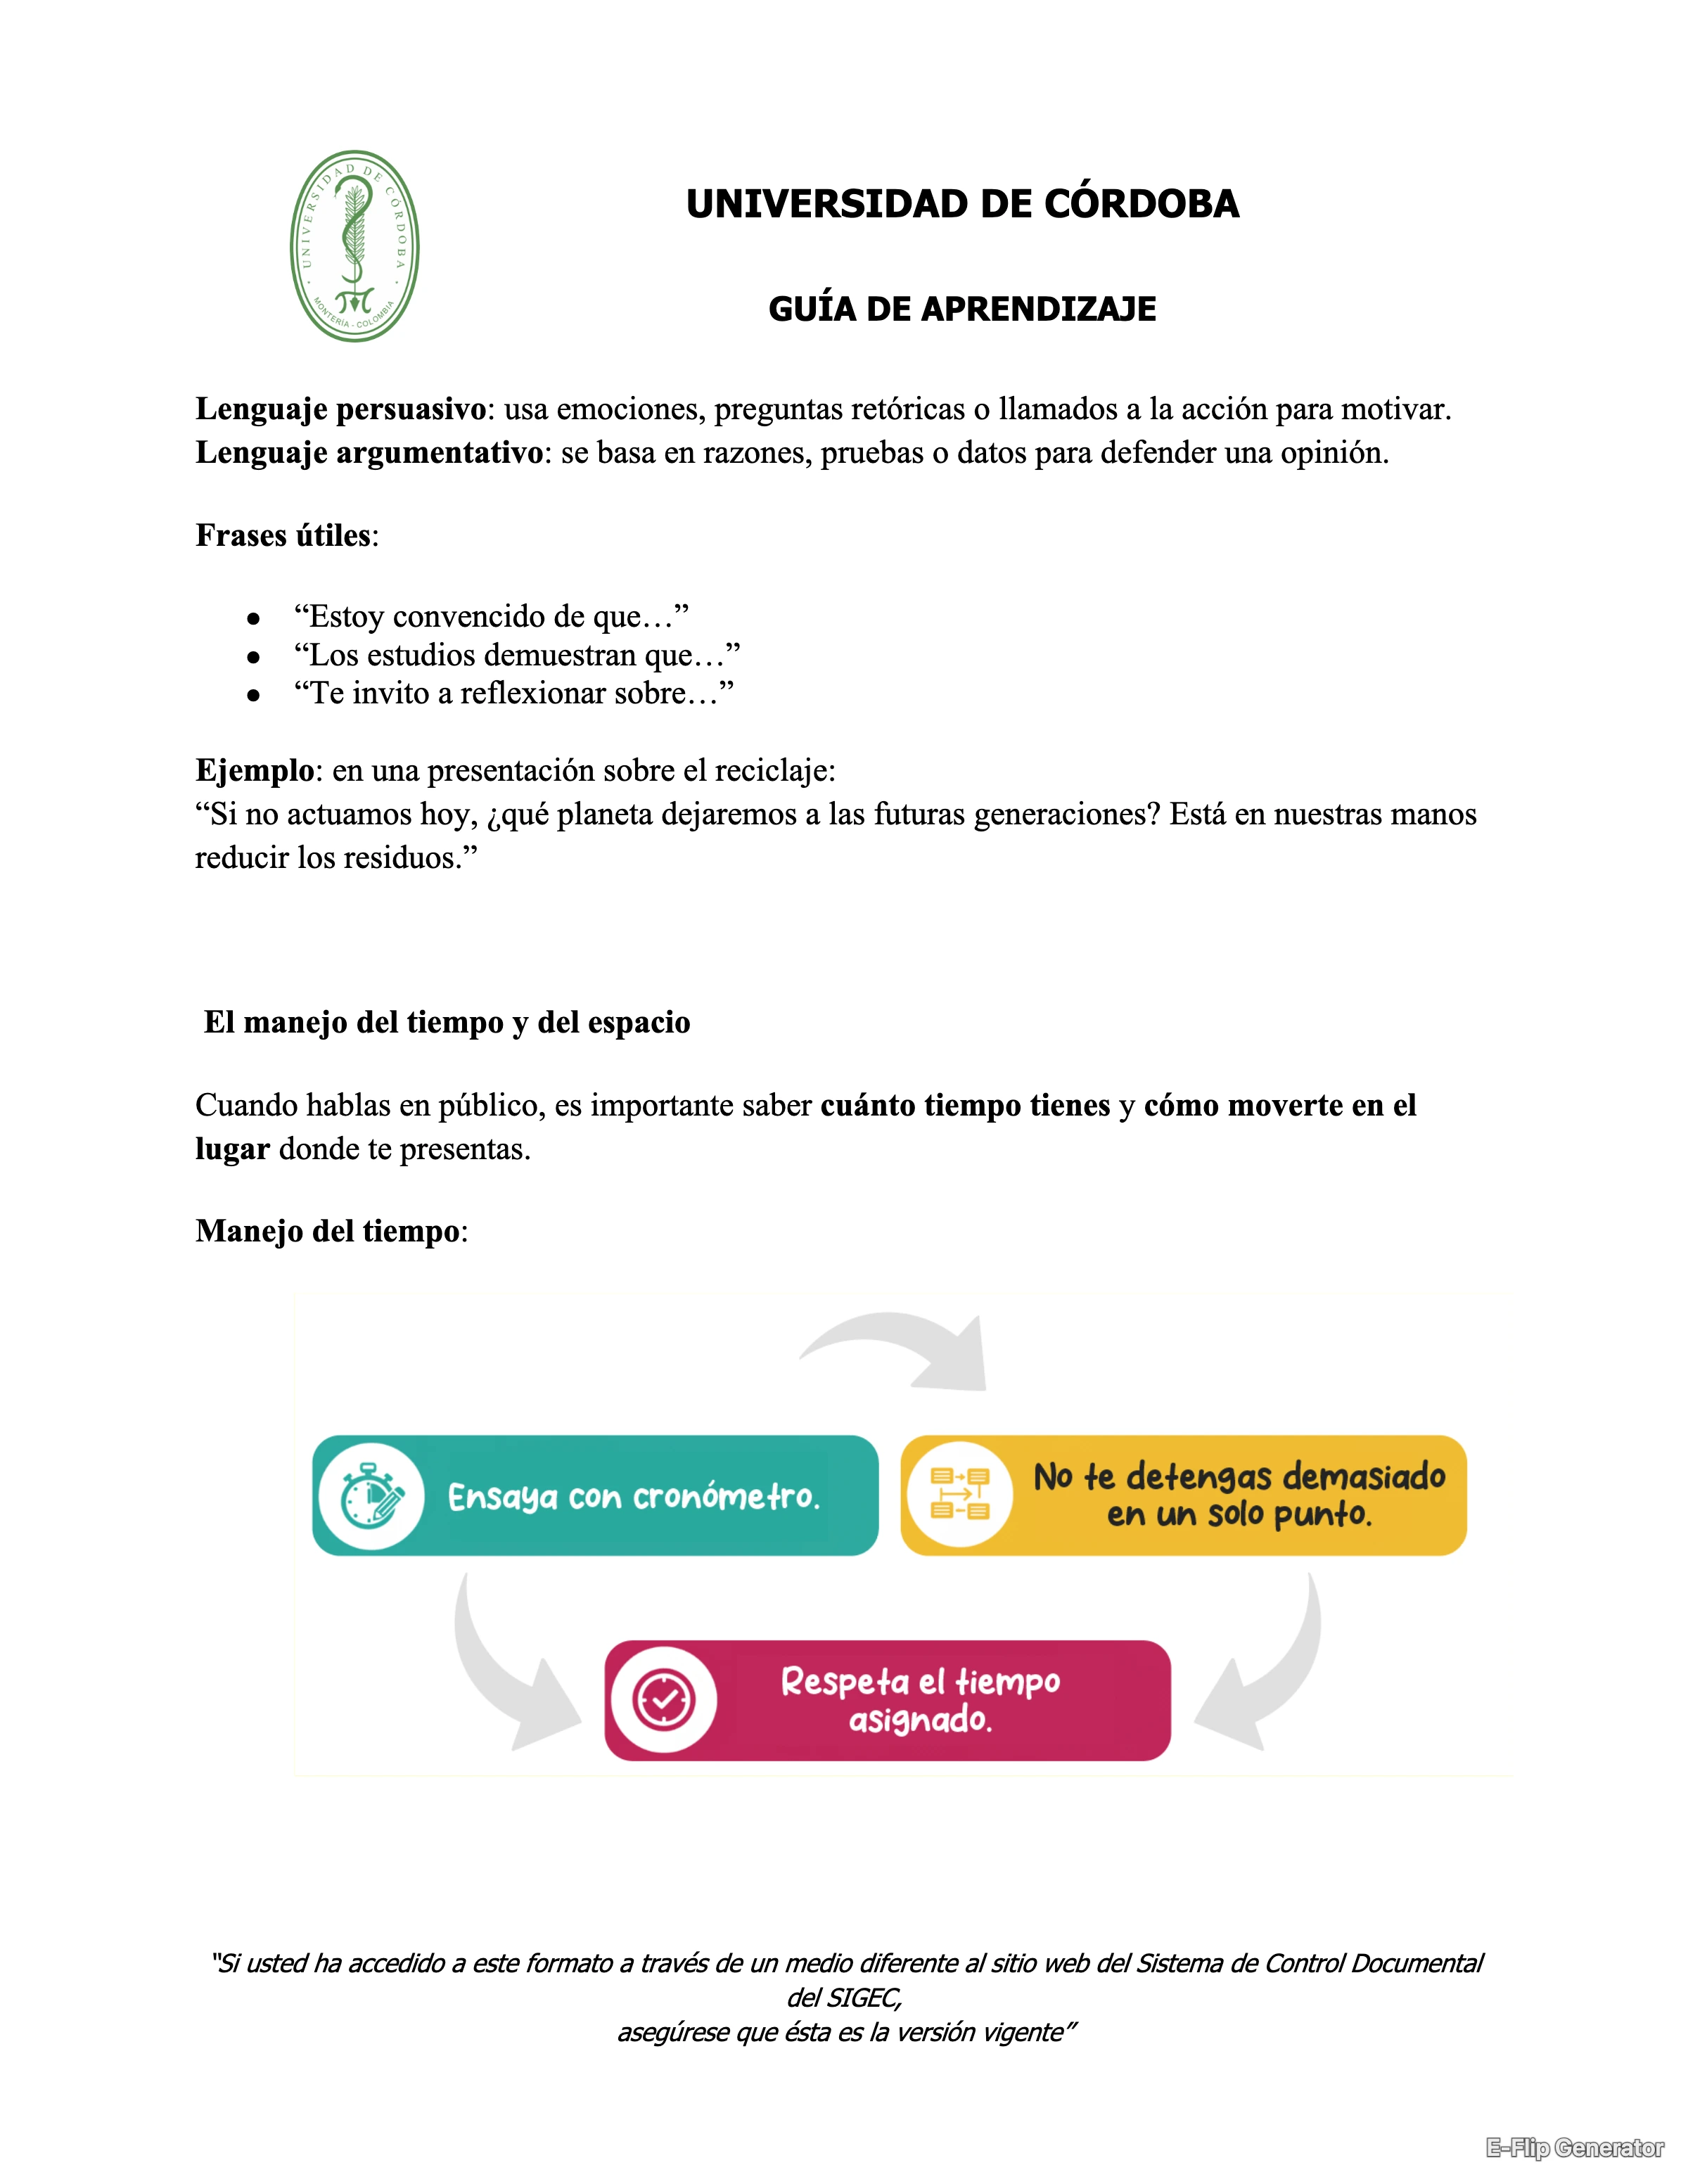 UNIVERSIDAD DE CÓRDOBA
MONTERÍA - COLOMBIA
UNIVERSIDAD DE CÓRDOBA
GUÍA DE APRENDIZAJE
Lenguaje persuasivo: usa emociones, preguntas retóricas o llamados a la acción para motivar.
Lenguaje argumentativo: se basa en razones, pruebas o datos para defender una opinión.
Frases útiles:
● “Estoy convencido de que…”
● “Los estudios demuestran que…”
● “Te invito a reflexionar sobre…”
Ejemplo: en una presentación sobre el reciclaje:
“Si no actuamos hoy, ¿qué planeta dejaremos a las futuras generaciones? Está en nuestras manos
reducir los residuos.”
El manejo del tiempo y del espacio
Cuando hablas en público, es importante saber cuánto tiempo tienes y cómo moverte en el
lugar donde te presentas.
Manejo del tiempo:
Ensaya con cronómetro.
No te detengas demasiado
en un solo punto.
Respeta el tiempo
asignado.
“Si usted ha accedido a este formato a través de un medio diferente al sitio web del Sistema de Control Documental
del SIGEC,
asegúrese que ésta es la versión vigente”
E-Flip Generator